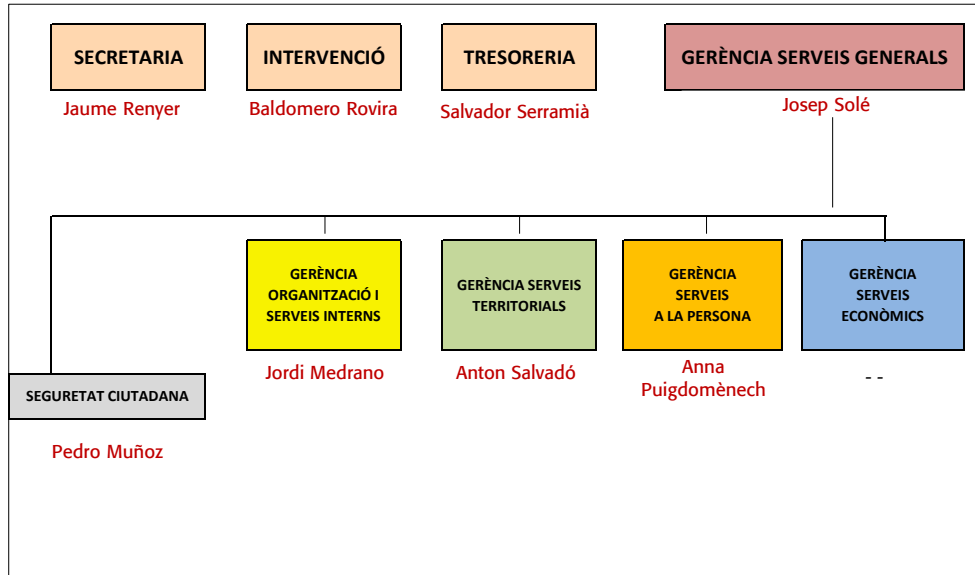 SECRETARIA
INTERVENCIÓ
TRESORERIA
GERÈNCIA SERVEIS GENERALS
Jaume Renyer
Baldomero Rovira
Salvador Serramià
Josep Solé
GERÈNCIA
ORGANITZACIÓ I
SERVEIS INTERNS
GERÈNCIA SERVEIS
TERRITORIALS
GERÈNCIA
SERVEIS
A LA PERSONA
GERÈNCIA
SERVEIS
ECONÒMICS
Jordi Medrano
Anton Salvadó
Anna
Puigdomènech
- -
SEGURETAT CIUTADANA
Pedro Muñoz